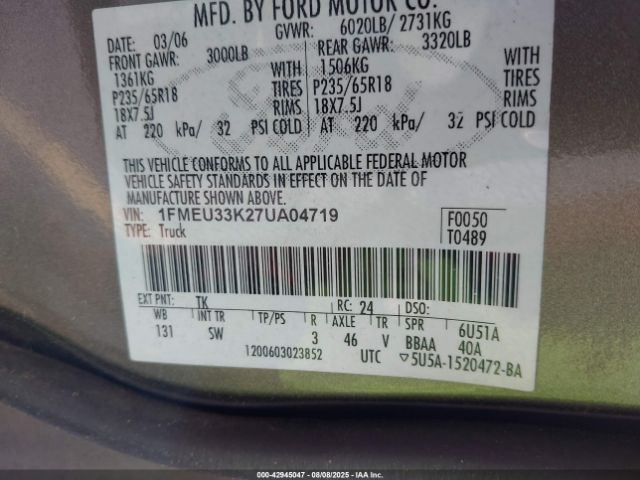 MFD. BY FORD MOTOR CO.
DATE: 03/06 GVWR: 6020LB/ 2731KG
FRONT GAWR: 3000LB REAR GAWR: 3320LB
1361KG WITH 1506KG WITH
P235/65R18 TIRES P235/65R18 TIRES
18X7.5J RIMS 18X7.5J RIMS
AT 220 kPa/ 32 PSI COLD AT 220 kPa/ 32 PSI COLD
THIS VEHICLE CONFORMS TO ALL APPLICABLE FEDERAL MOTOR
VEHICLE SAFETY STANDARDS IN EFFECT ON THE DATE OF
MANUFACTURE SHOWN ABOVE.
VIN: 1FMEU33K27UA04719 F0050
TYPE: Truck T0489
EXT PNT: TK RC: 24 DSO:
WB INT TR TP/PS R AXLE TR SPR 6U51A
131 SW 3 46 V BBAA 40A
1200603023852 UTC ▽5U5A-1520472-BA
000-42945047 - 08/08/2025 - IAA Corp.